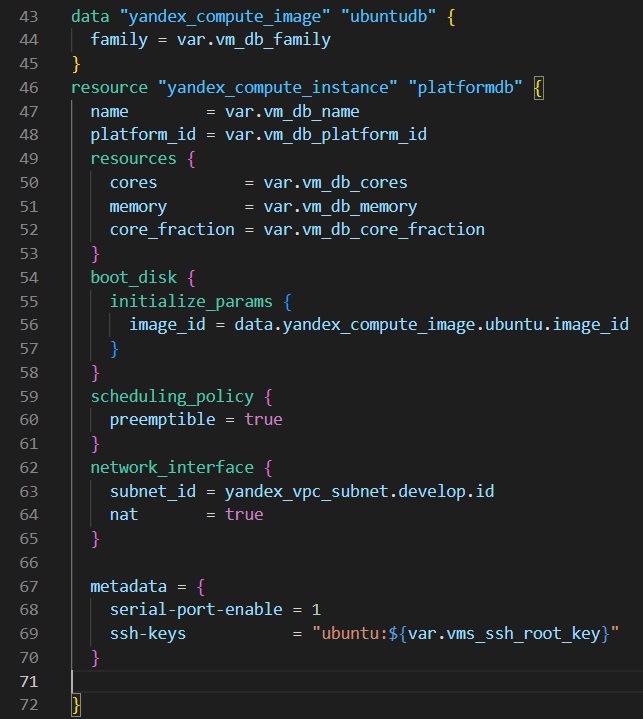 43 data "yandex_compute_image" "ubuntudb" {
44   family = var.vm_db_family
45 }
46 resource "yandex_compute_instance" "platformdb" {
47   name        = var.vm_db_name
48   platform_id = var.vm_db_platform_id
49   resources {
50     cores         = var.vm_db_cores
51     memory        = var.vm_db_memory
52     core_fraction = var.vm_db_core_fraction
53   }
54   boot_disk {
55     initialize_params {
56       image_id = data.yandex_compute_image.ubuntu.image_id
57     }
58   }
59   scheduling_policy {
60     preemptible = true
61   }
62   network_interface {
63     subnet_id = yandex_vpc_subnet.develop.id
64     nat       = true
65   }
66
67   metadata = {
68     serial-port-enable = 1
69     ssh-keys           = "ubuntu:${var.vms_ssh_root_key}"
70   }
71
72 }